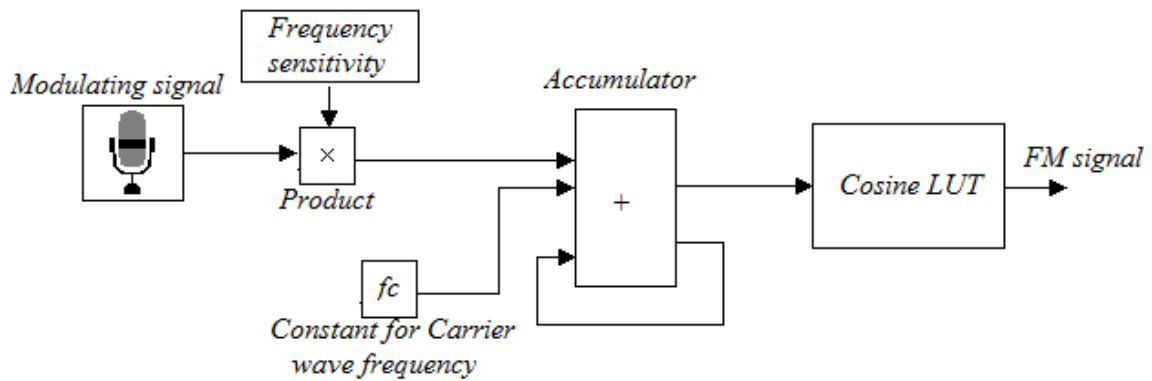 Frequency
sensitivity
Modulating signal
Accumulator
×
Product
+
Cosine LUT
FM signal
fc
Constant for Carrier
wave frequency